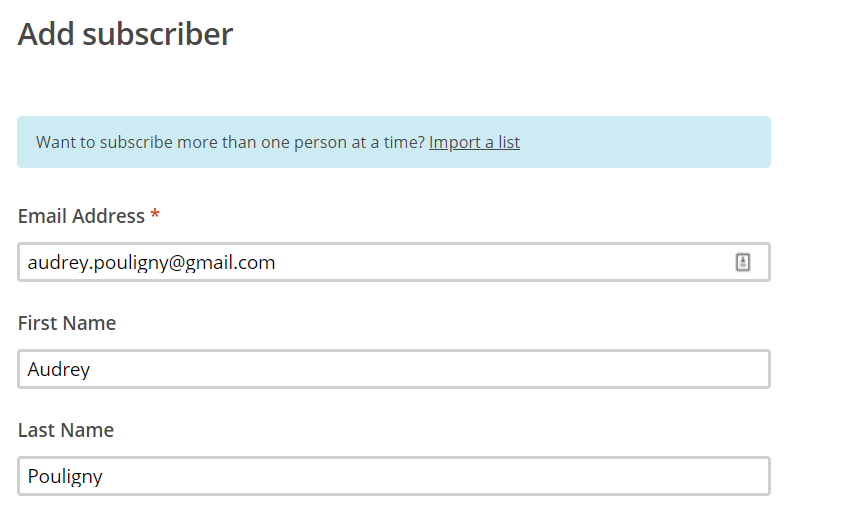 Add subscriber
Want to subscribe more than one person at a time? Import a list
Email Address *
audrey.pouligny@gmail.com
First Name
Audrey
Last Name
Pouligny